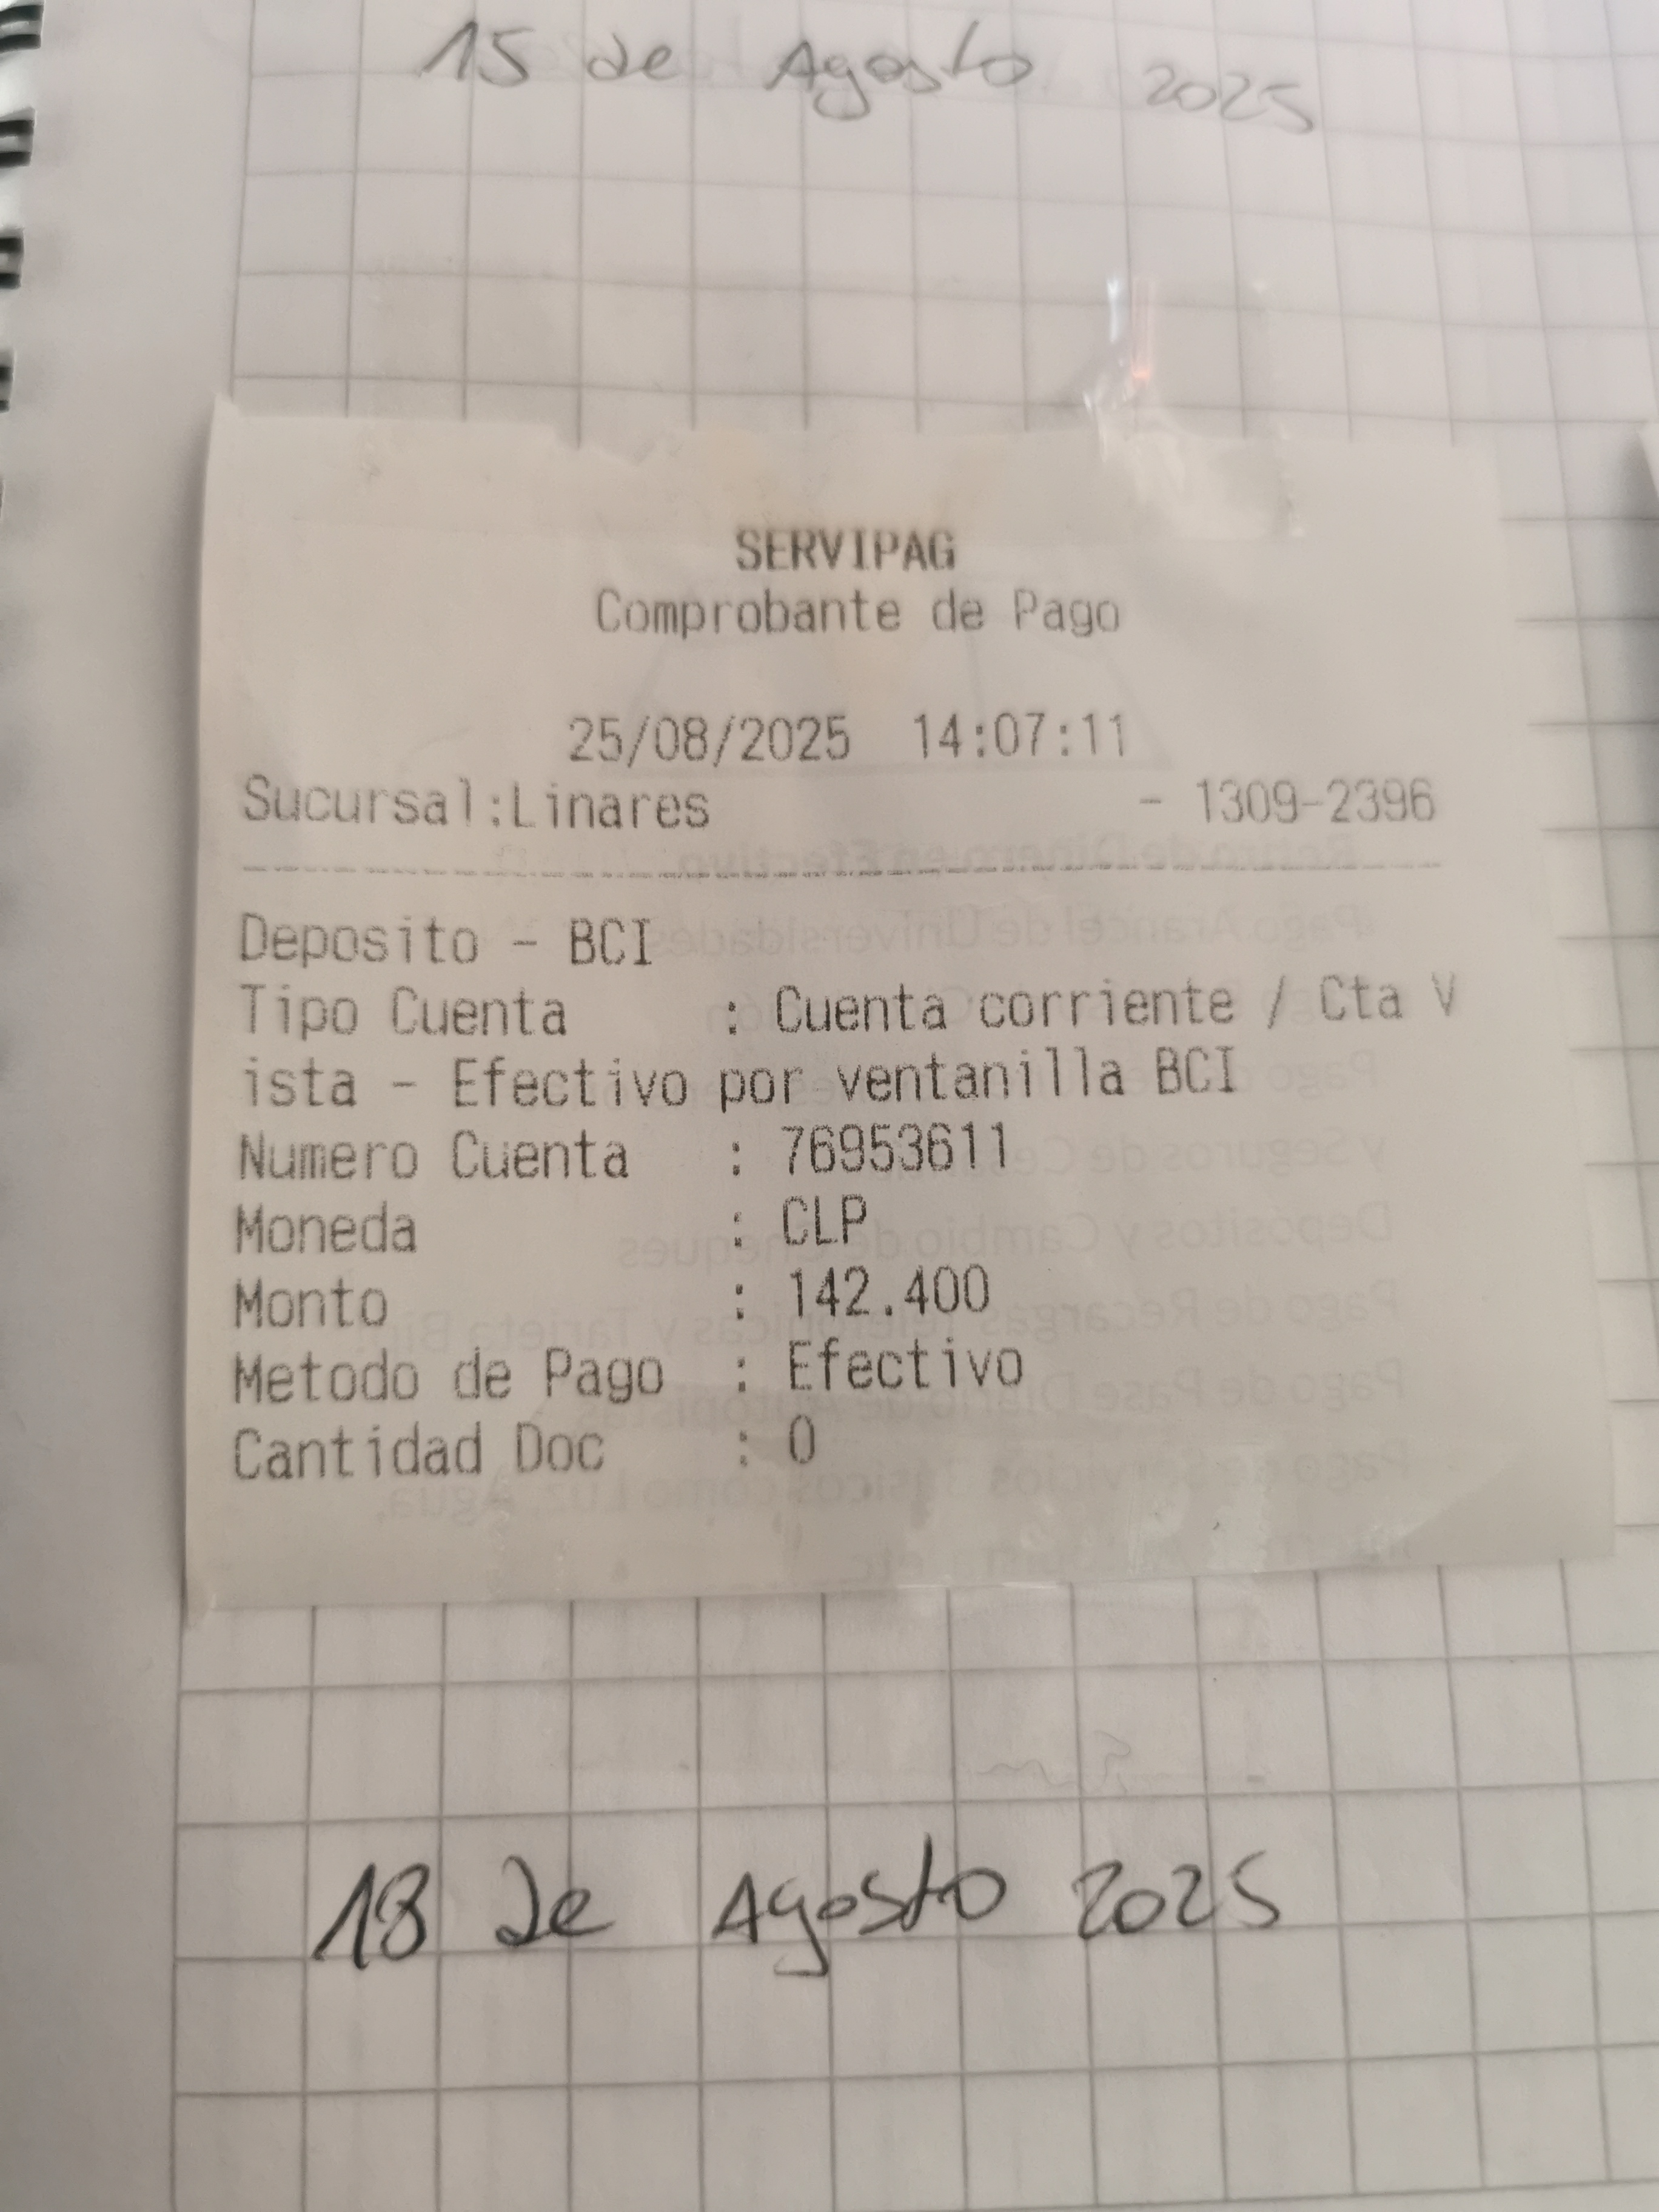 15 de Agosto 2025
SERVIPAG
Comprobante de Pago
25/08/2025 14:07:11
Sucursal:Linares - 1309-2396
Deposito - BCI
Tipo Cuenta : Cuenta corriente / Cta V
ista - Efectivo por ventanilla BCI
Numero Cuenta : 76953611
Moneda : CLP
Monto : 142.400
Metodo de Pago : Efectivo
Cantidad Doc : 0
18 de Agosto 2025